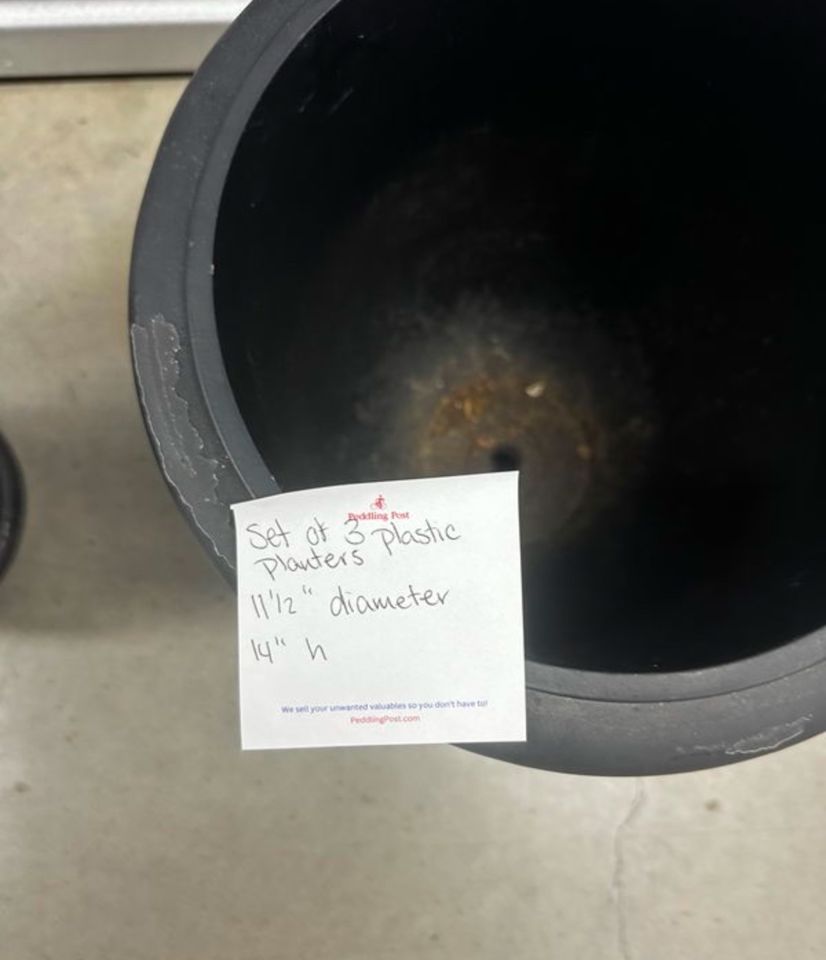 Peddling Post
Set of 3 plastic
planters
11 1/2" diameter
14" h
We sell your unwanted valuables so you don't have to!
PeddlingPost.com